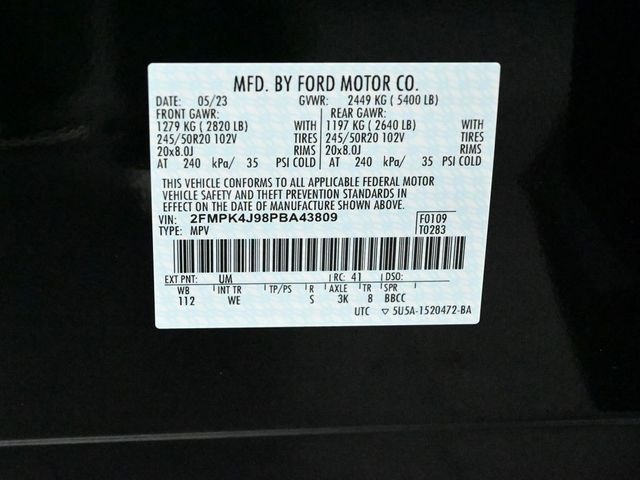 MFD. BY FORD MOTOR CO.
DATE: 05/23 GVWR: 2449 KG ( 5400 LB)
FRONT GAWR: REAR GAWR:
1279 KG ( 2820 LB) WITH 1197 KG ( 2640 LB) WITH
245/50R20 102V TIRES 245/50R20 102V TIRES
20x8.0J RIMS 20x8.0J RIMS
AT 240 kPa/ 35 PSI COLD AT 240 kPa/ 35 PSI COLD
THIS VEHICLE CONFORMS TO ALL APPLICABLE FEDERAL MOTOR
VEHICLE SAFETY AND THEFT PREVENTION STANDARDS IN
EFFECT ON THE DATE OF MANUFACTURE SHOWN ABOVE.
VIN: 2FMPK4J98PBA43809 F0109
TYPE: MPV T0283
EXT PNT: UM RC: 41 DSO:
WB INT TR TP/PS R AXLE TR SPR
112 WE S 3K 8 BBCC
UTC ▽ 5U5A-1520472-BA